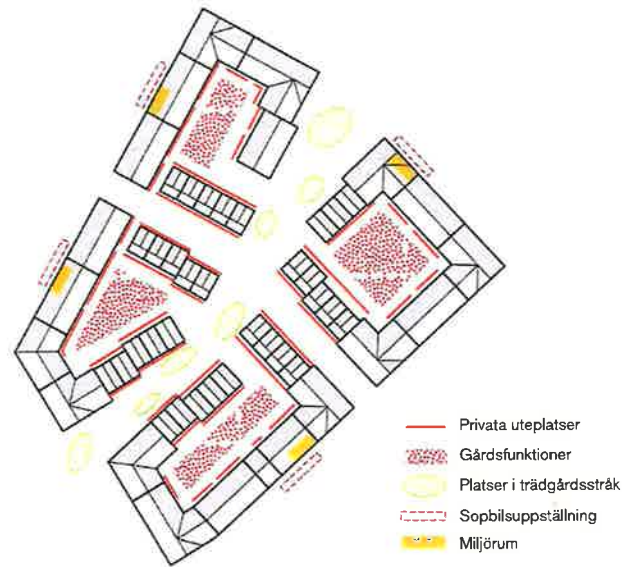 Privata uteplatser
Gårdsfunktioner
Platser i trädgårdsstråk
Sopbilsuppställning
Miljörum